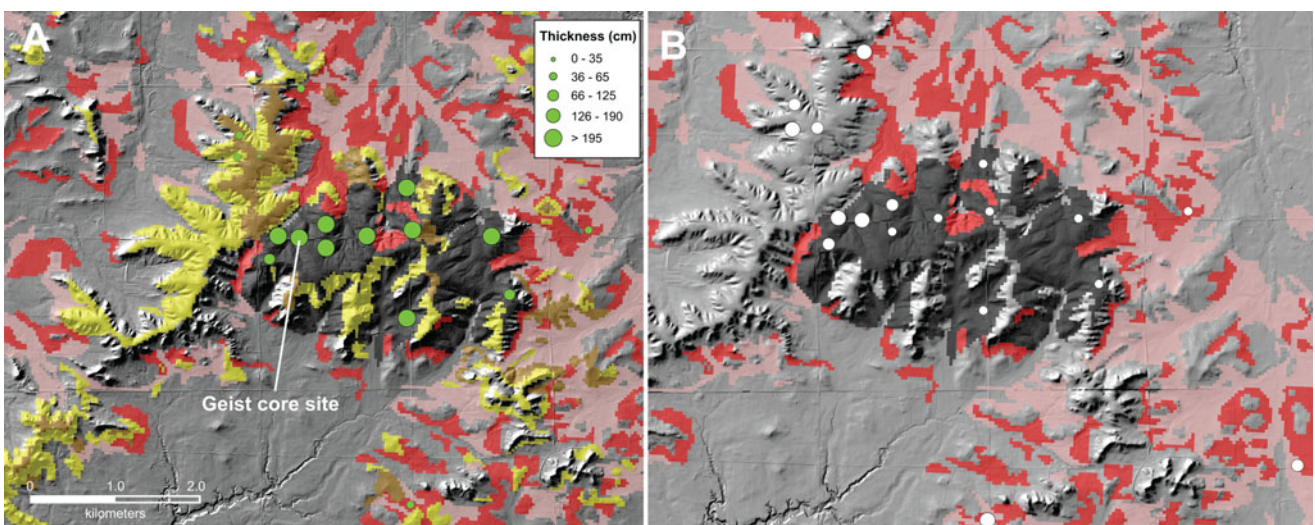 A
Thickness (cm)
0 - 35
36 - 65
66 - 125
126 - 190
> 195
Geist core site
0 1.0 2.0
kilometers
B